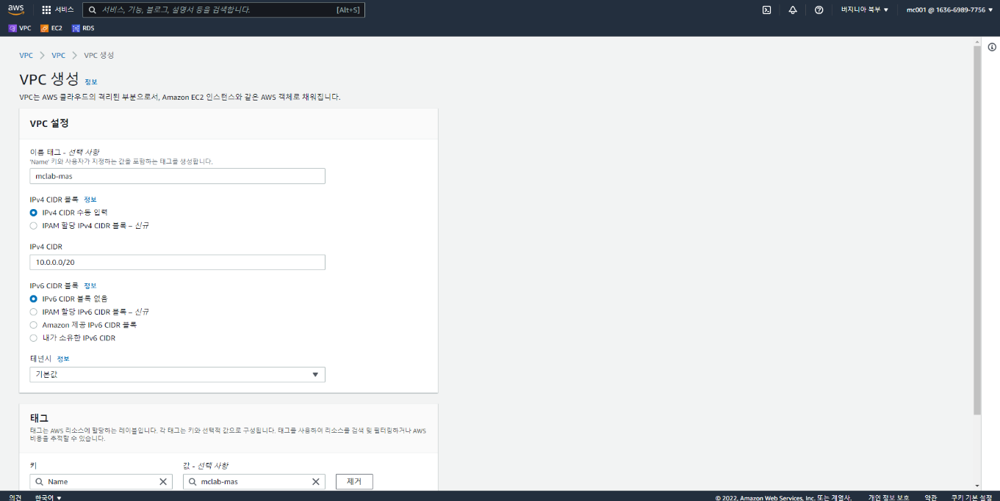 aws 서비스 서비스, 기능, 블로그, 설명서 등을 검색합니다. [Alt+S] 버지니아 북부 ▼ mc001 @ 1636-6989-7756 ▼
VPC EC2 RDS
VPC > VPC > VPC 생성
VPC 생성 정보
VPC는 AWS 클라우드의 격리된 부분으로서, Amazon EC2 인스턴스와 같은 AWS 객체로 채워집니다.
VPC 설정
이름 태그 - 선택 사항
'Name' 키와 사용자가 지정하는 값을 포함하는 태그를 생성합니다.
mclab-mas
IPv4 CIDR 블록 정보
IPv4 CIDR 수동 입력
IPAM 할당 IPv4 CIDR 블록 – 신규
IPv4 CIDR
10.0.0.0/20
IPv6 CIDR 블록 정보
IPv6 CIDR 블록 없음
IPAM 할당 IPv6 CIDR 블록 – 신규
Amazon 제공 IPv6 CIDR 블록
내가 소유한 IPv6 CIDR
테넌시 정보
기본값
태그
태그는 AWS 리소스에 할당하는 레이블입니다. 각 태그는 키와 선택적 값으로 구성됩니다. 태그를 사용하여 리소스를 검색 및 필터링하거나 AWS
비용을 추적할 수 있습니다.
키 값 - 선택 사항
Name mclab-mas 제거
의견 한국어 ▼ © 2022, Amazon Web Services, Inc. 또는 계열사. 개인 정보 보호 약관 쿠키 기본 설정